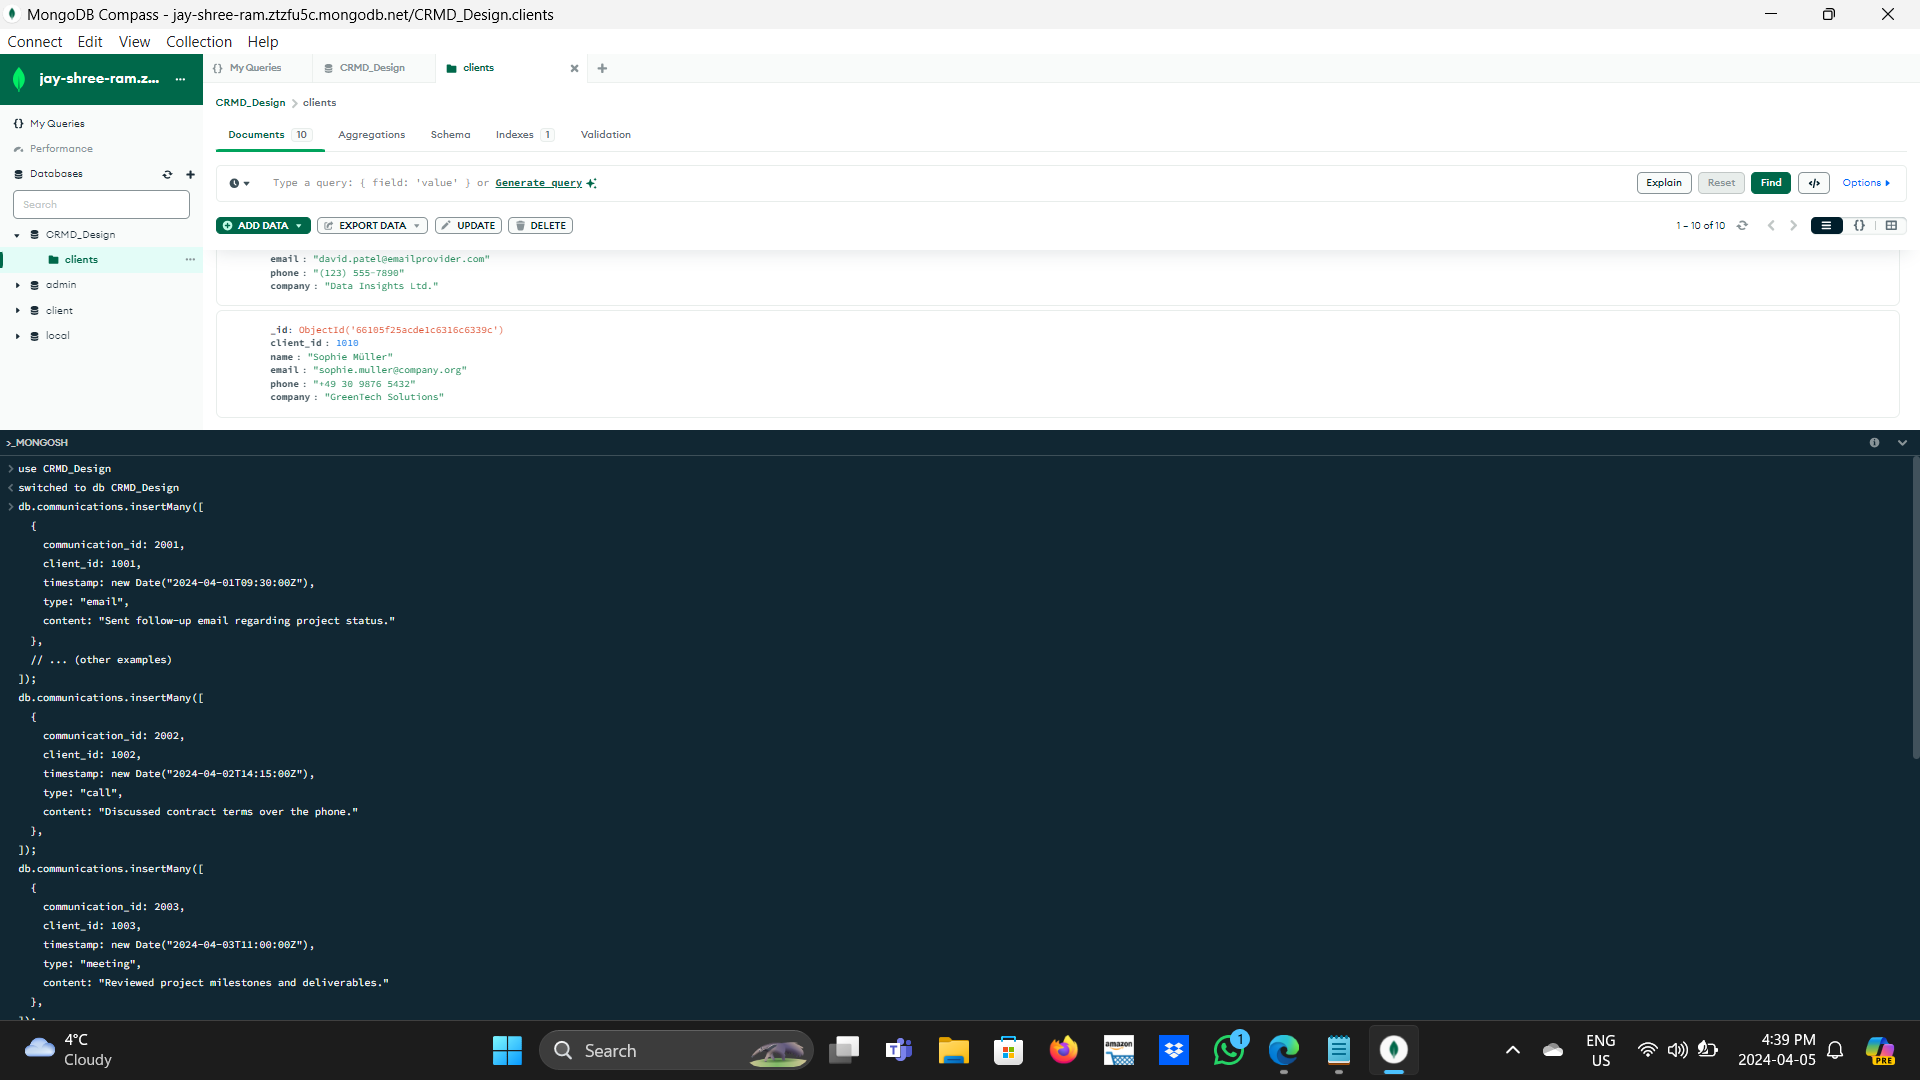 MongoDB Compass - jay-shree-ram.ztzfu5c.mongodb.net/CRMD_Design.clients
Connect Edit View Collection Help
jay-shree-ram.z... ...
{} My Queries
Performance
Databases
Search
CRMD_Design
clients ...
admin
client
local
{} My Queries CRMD_Design clients
CRMD_Design > clients
Documents 10 Aggregations Schema Indexes 1 Validation
Type a query: { field: 'value' } or Generate query
Explain Reset Find </> Options
ADD DATA EXPORT DATA UPDATE DELETE
1 – 10 of 10 {}
email : "david.patel@emailprovider.com"
phone : "(123) 555-7890"
company : "Data Insights Ltd."
_id: ObjectId('66105f25acde1c6316c6339c')
client_id : 1010
name : "Sophie Müller"
email : "sophie.muller@company.org"
phone : "+49 30 9876 5432"
company : "GreenTech Solutions"
>_MONGOSH
> use CRMD_Design
< switched to db CRMD_Design
> db.communications.insertMany([
{
communication_id: 2001,
client_id: 1001,
timestamp: new Date("2024-04-01T09:30:00Z"),
type: "email",
content: "Sent follow-up email regarding project status."
},
// ... (other examples)
]);
db.communications.insertMany([
{
communication_id: 2002,
client_id: 1002,
timestamp: new Date("2024-04-02T14:15:00Z"),
type: "call",
content: "Discussed contract terms over the phone."
},
]);
db.communications.insertMany([
{
communication_id: 2003,
client_id: 1003,
timestamp: new Date("2024-04-03T11:00:00Z"),
type: "meeting",
content: "Reviewed project milestones and deliverables."
},
]);
4°C
Cloudy
Search
amazon
1
ENG
US
4:39 PM
2024-04-05
PRE